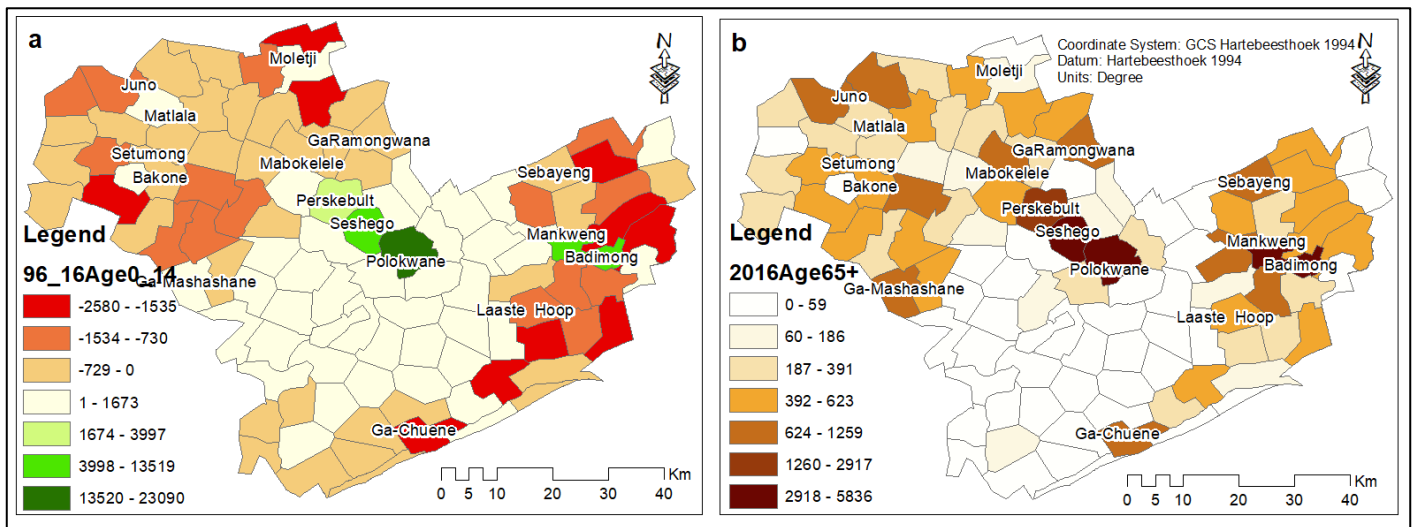 a
N
Moletji
Juno
Matlala
GaRamongwana
Setumong
Mabokelele
Bakone
Sebayeng
Perskebult
Seshego
Mankweng
Polokwane
Badimong
Ga-Mashashane
Laaste Hoop
Ga-Chuene
Legend
96_16Age0_14
-2580 - -1535
-1534 - -730
-729 - 0
1 - 1673
1674 - 3997
3998 - 13519
13520 - 23090
Km
0 5 10 20 30 40
b
Coordinate System: GCS Hartebeesthoek 1994
Datum: Hartebeesthoek 1994
Units: Degree
N
Moletji
Juno
Matlala
GaRamongwana
Setumong
Mabokelele
Bakone
Sebayeng
Perskebult
Seshego
Mankweng
Polokwane
Badimong
Ga-Mashashane
Laaste Hoop
Ga-Chuene
Legend
2016Age65+
0 - 59
60 - 186
187 - 391
392 - 623
624 - 1259
1260 - 2917
2918 - 5836
Km
0 5 10 20 30 40